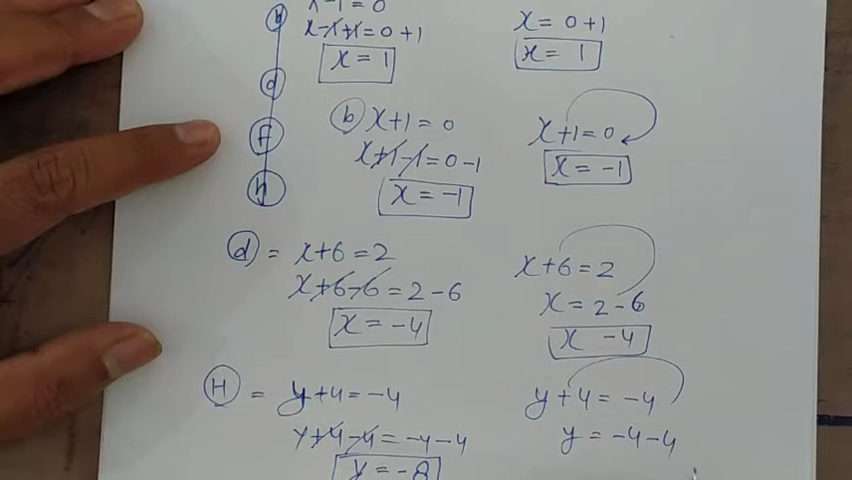 x-1=0
x-1+1=0+1
x=1
x=0+1
x=1
b
d
F
h
b x+1=0
x+1-1=0-1
x=-1
x+1=0
x=-1
d = x+6=2
x+6-6=2-6
x=-4
x+6=2
x=2-6
x -4
H = y+4=-4
y+4-4=-4-4
y=-8
y+4=-4
y=-4-4